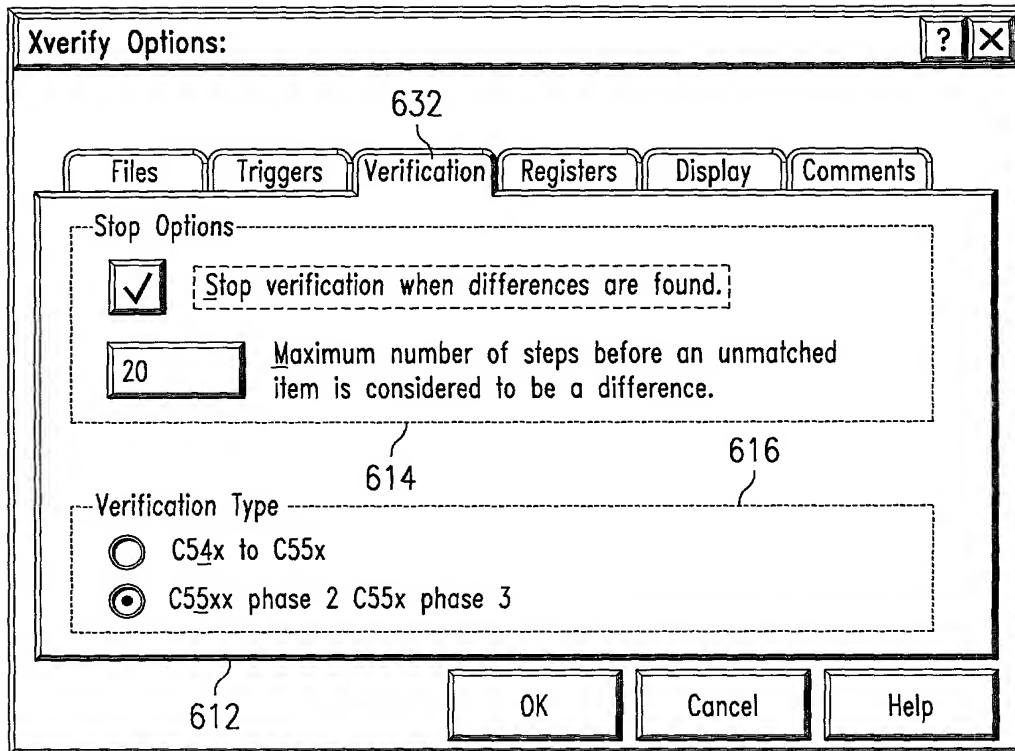 Xverify Options:
? X
632
Files Triggers Verification Registers Display Comments
Stop Options
Stop verification when differences are found.
20
Maximum number of steps before an unmatched
item is considered to be a difference.
614
616
Verification Type
C54x to C55x
C55xx phase 2 C55x phase 3
612
OK Cancel Help